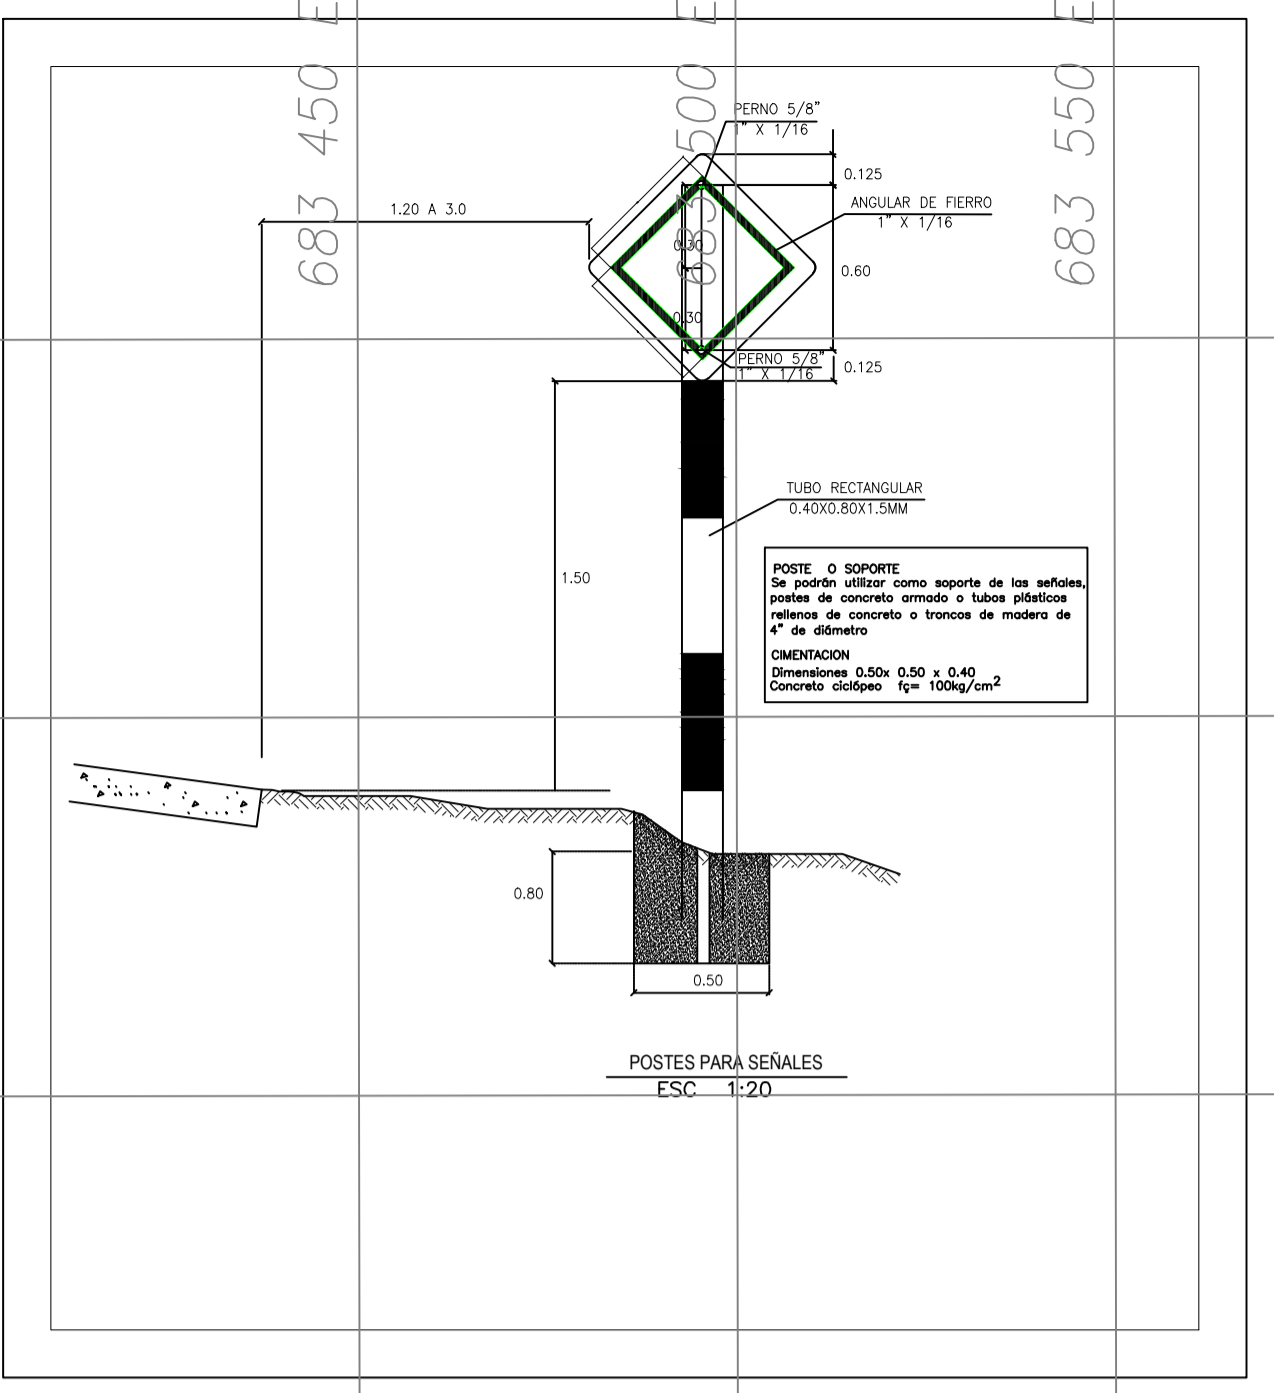 683 450 E
683 500 E
683 550 E
PERNO 5/8"
1" X 1/16
0.125
1.20 A 3.0
ANGULAR DE FIERRO
1" X 1/16
0.30
0.60
0.30
PERNO 5/8"
1" X 1/16
0.125
TUBO RECTANGULAR
0.40X0.80X1.5MM
1.50
POSTE O SOPORTE
Se podrán utilizar como soporte de las señales,
postes de concreto armado o tubos plásticos
rellenos de concreto o troncos de madera de
4" de diámetro
CIMENTACION
Dimensiones 0.50x 0.50 x 0.40
Concreto ciclópeo fç= 100kg/cm2
0.80
0.50
POSTES PARA SEÑALES
ESC 1:20